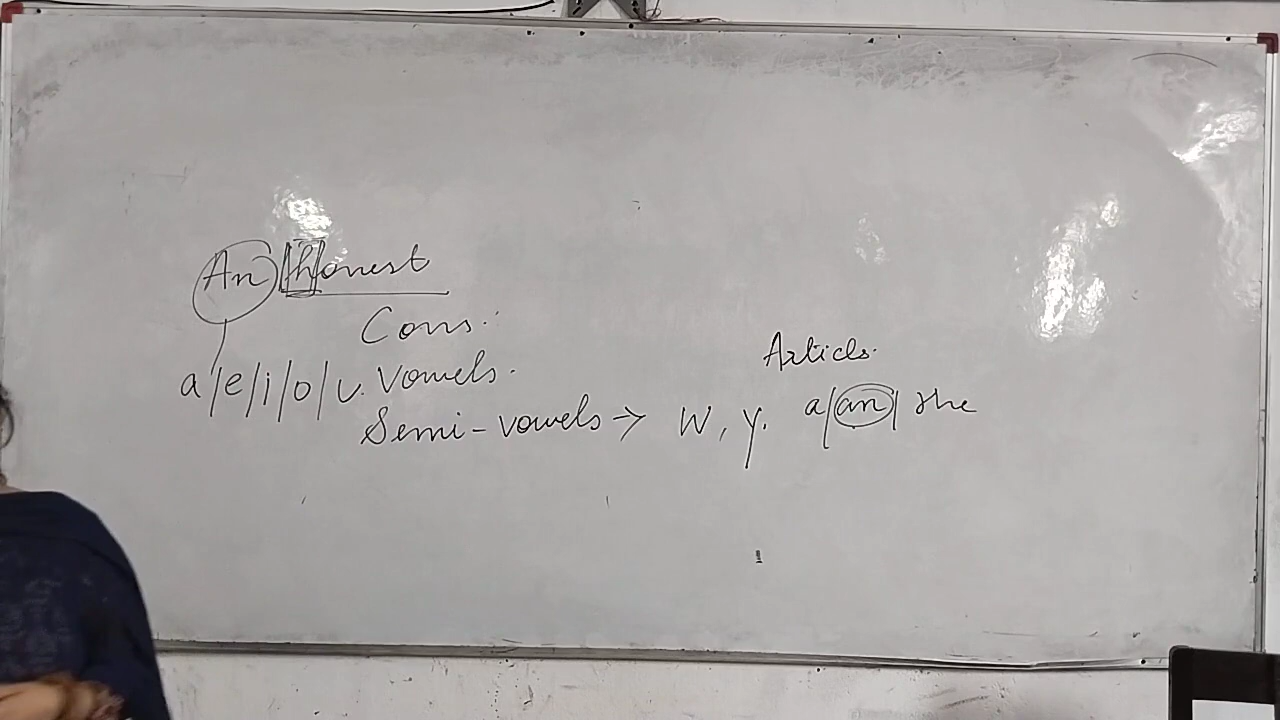 An honest
Cons.
Articles.
a/e/i/o/u. Vowels.
Semi-vowels → W, y.
a/an/the